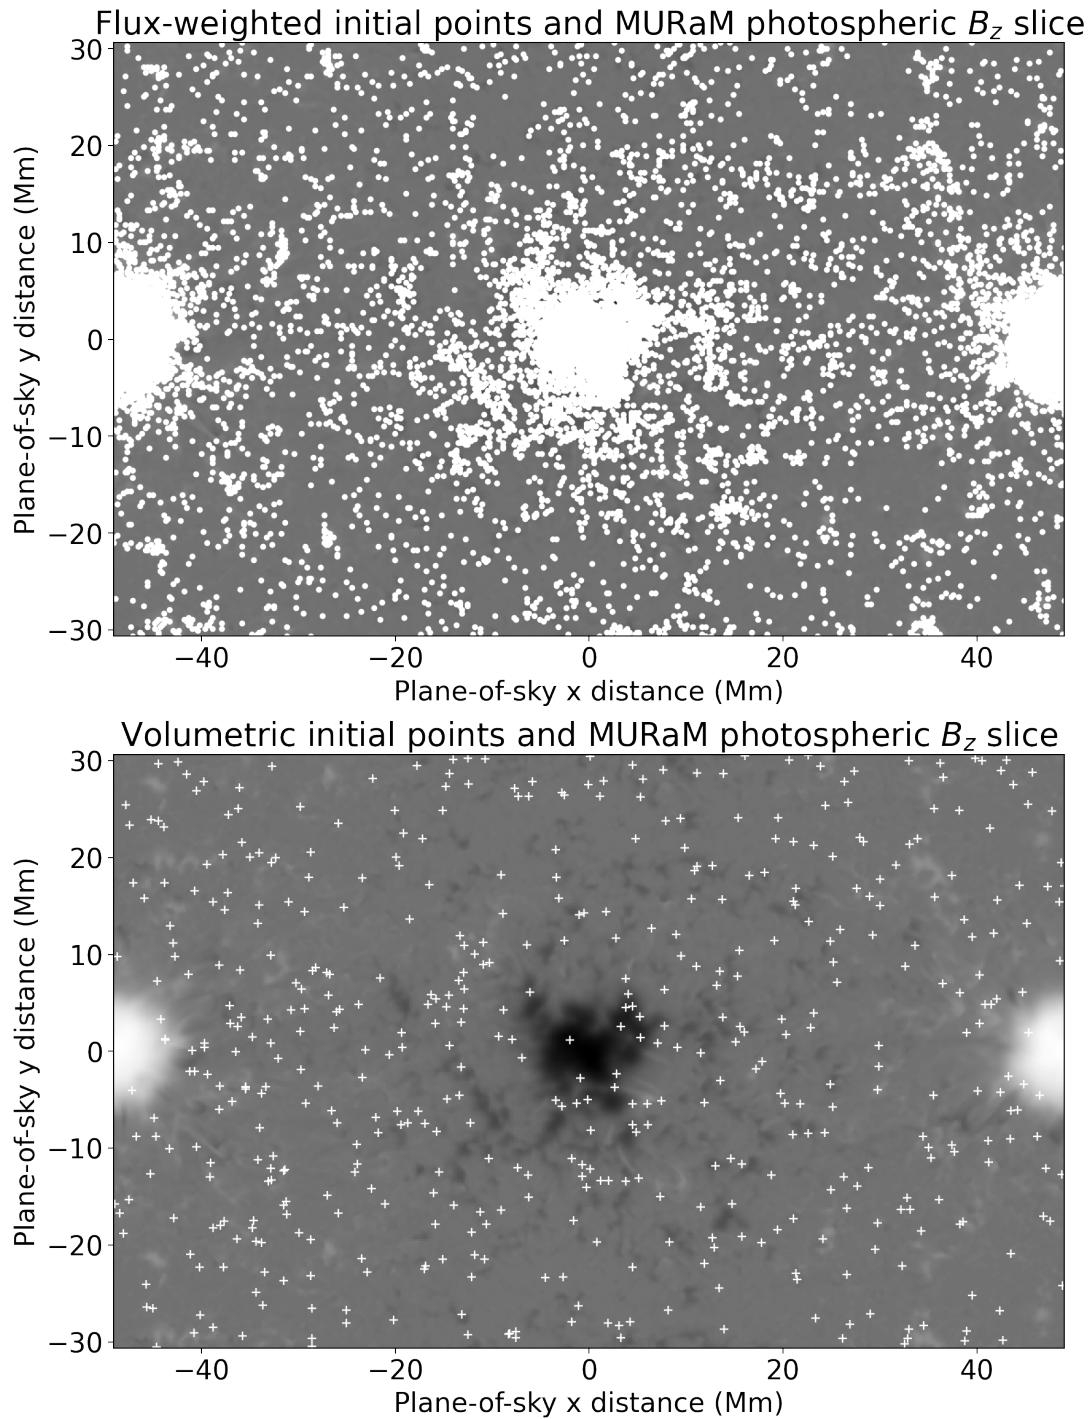 Flux-weighted initial points and MURaM photospheric B_z slice
30
20
10
0
−10
−20
−30
Plane-of-sky y distance (Mm)
−40 −20 0 20 40
Plane-of-sky x distance (Mm)
Volumetric initial points and MURaM photospheric B_z slice
30
20
10
0
−10
−20
−30
Plane-of-sky y distance (Mm)
−40 −20 0 20 40
Plane-of-sky x distance (Mm)